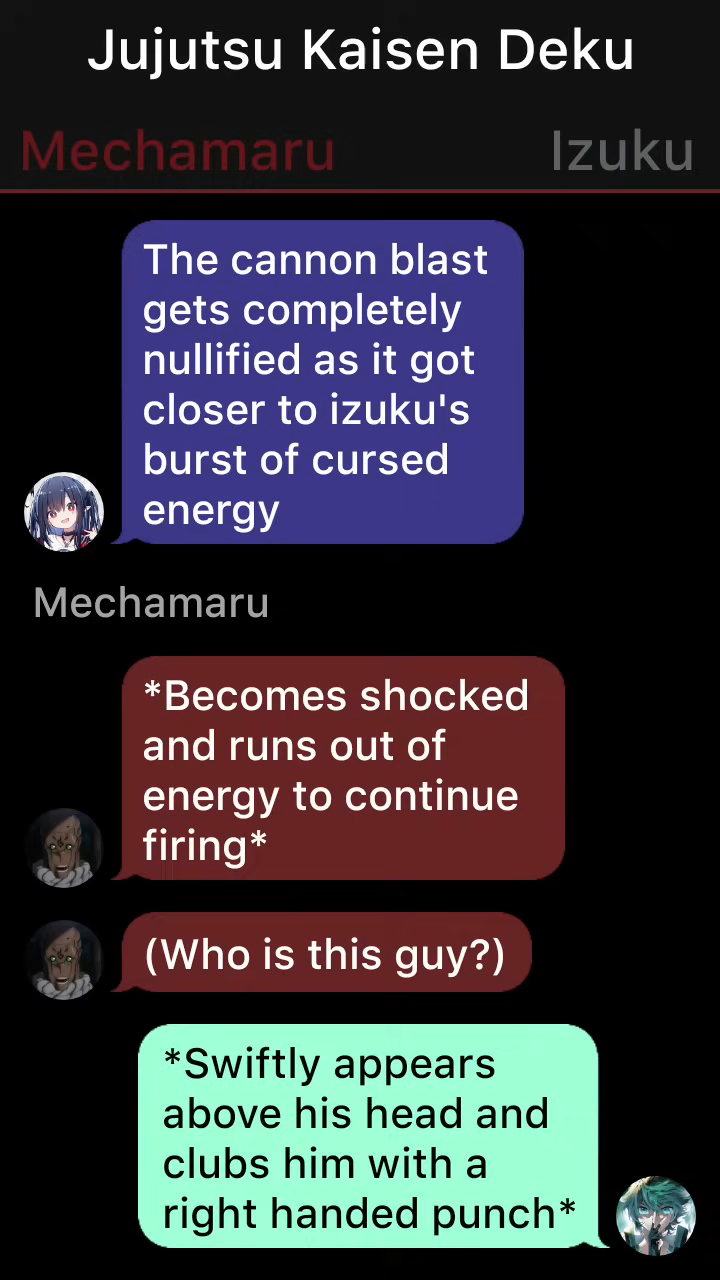 Jujutsu Kaisen Deku
Mechamaru
Izuku
The cannon blast
gets completely
nullified as it got
closer to izuku's
burst of cursed
energy
Mechamaru
*Becomes shocked
and runs out of
energy to continue
firing*
(Who is this guy?)
*Swiftly appears
above his head and
clubs him with a
right handed punch*